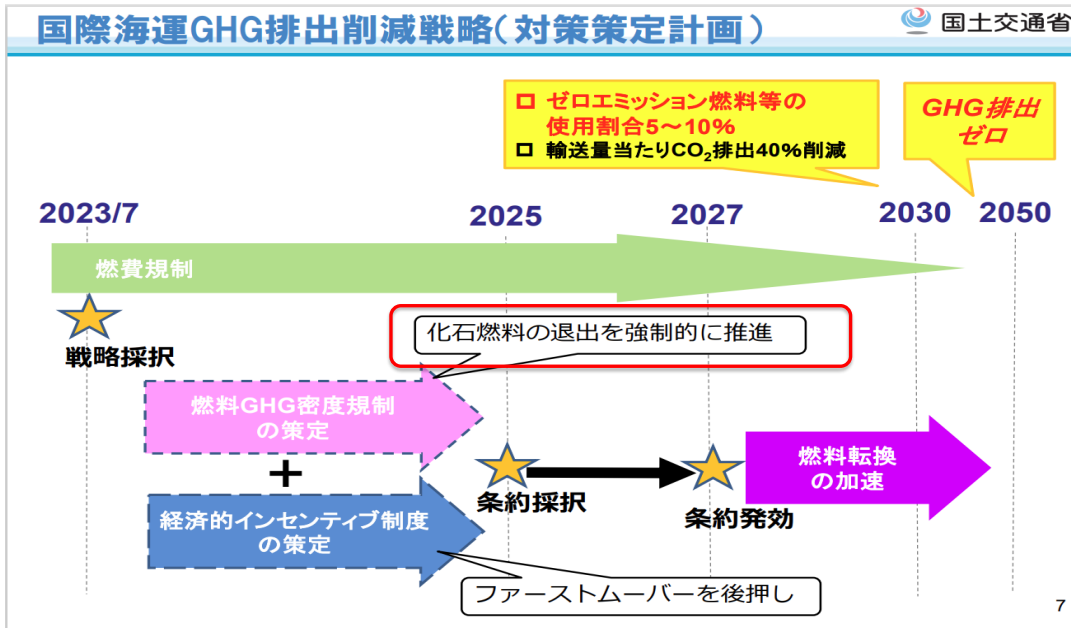 国際海運GHG排出削減戦略(対策策定計画)
国土交通省
ゼロエミッション燃料等の
使用割合5～10%
輸送量当たりCO₂排出40%削減
GHG排出
ゼロ
2023/7
2025
2027
2030
2050
燃費規制
戦略採択
化石燃料の退出を強制的に推進
燃料GHG密度規制
の策定
+
経済的インセンティブ制度
の策定
条約採択
条約発効
燃料転換
の加速
ファーストムーバーを後押し
7